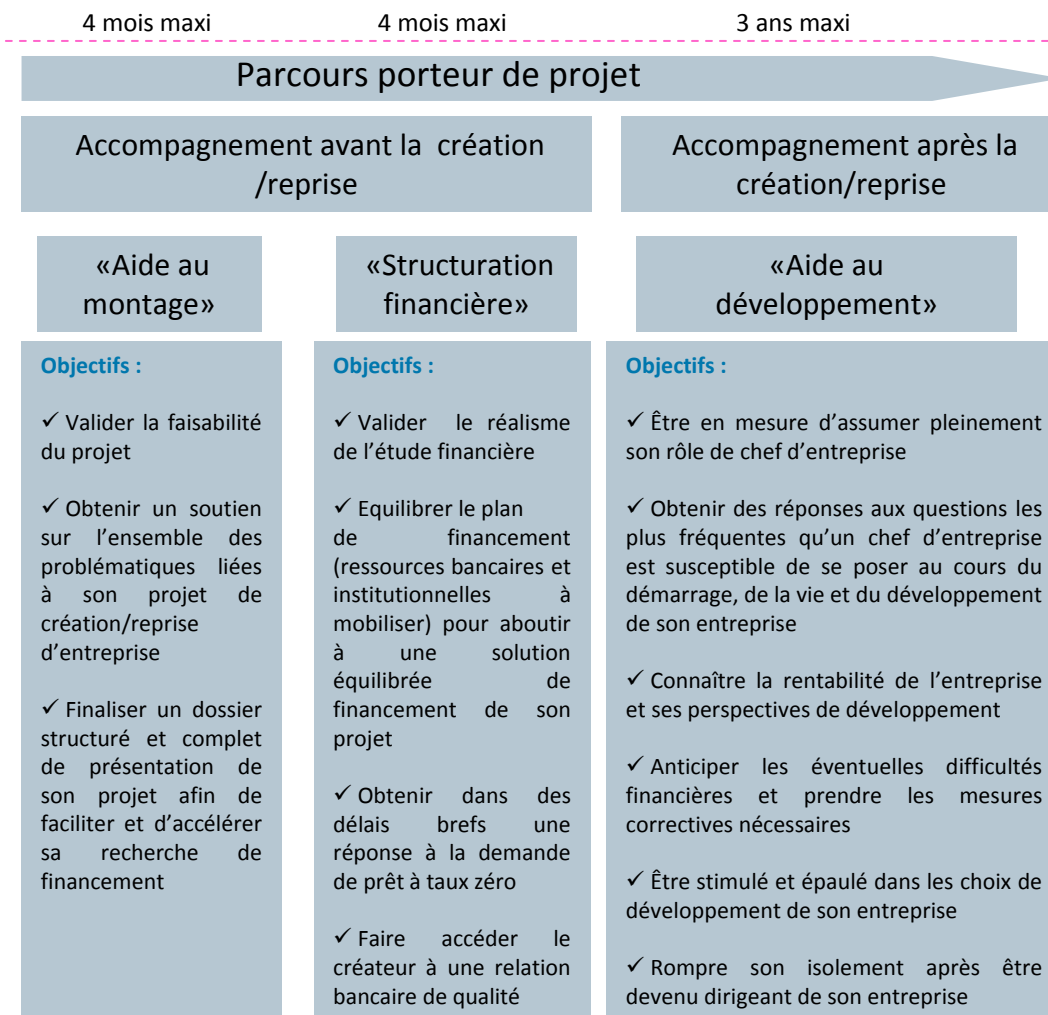 4 mois maxi
4 mois maxi
3 ans maxi
Parcours porteur de projet
Accompagnement avant la création
/reprise
Accompagnement après la
création/reprise
«Aide au
montage»
«Structuration
financière»
«Aide au
développement»
Objectifs :
✓ Valider la faisabilité
du projet
✓ Obtenir un soutien
sur l’ensemble des
problématiques liées
à son projet de
création/reprise
d’entreprise
✓ Finaliser un dossier
structuré et complet
de présentation de
son projet afin de
faciliter et d’accélérer
sa recherche de
financement
Objectifs :
✓ Valider le réalisme
de l’étude financière
✓ Equilibrer le plan
de financement
(ressources bancaires et
institutionnelles à
mobiliser) pour aboutir
à une solution
équilibrée de
financement de son
projet
✓ Obtenir dans des
délais brefs une
réponse à la demande
de prêt à taux zéro
✓ Faire accéder le
créateur à une relation
bancaire de qualité
Objectifs :
✓ Être en mesure d’assumer pleinement
son rôle de chef d’entreprise
✓ Obtenir des réponses aux questions les
plus fréquentes qu’un chef d’entreprise
est susceptible de se poser au cours du
démarrage, de la vie et du développement
de son entreprise
✓ Connaître la rentabilité de l’entreprise
et ses perspectives de développement
✓ Anticiper les éventuelles difficultés
financières et prendre les mesures
correctives nécessaires
✓ Être stimulé et épaulé dans les choix de
développement de son entreprise
✓ Rompre son isolement après être
devenu dirigeant de son entreprise